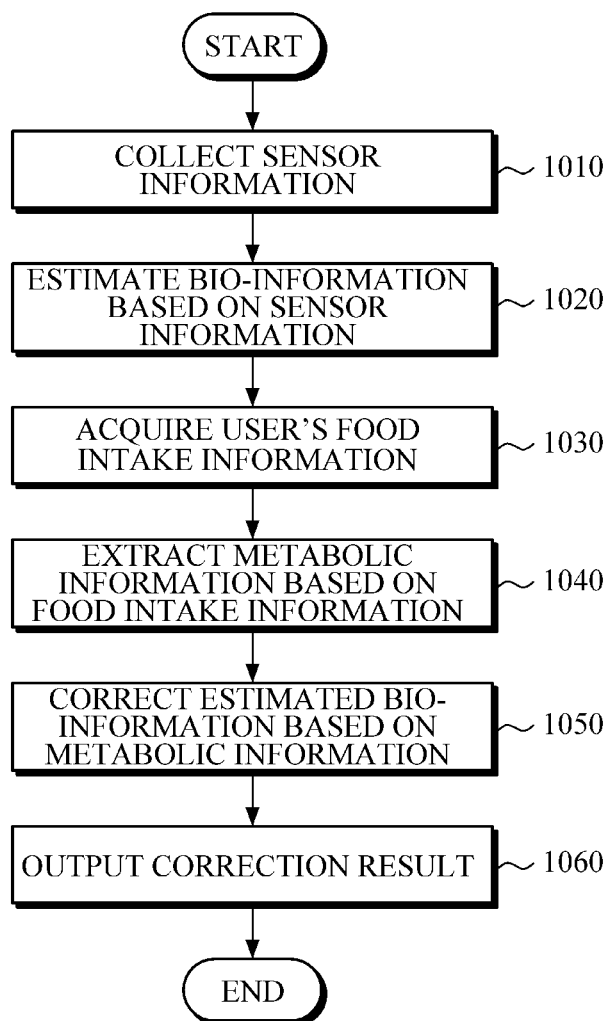 START
COLLECT SENSOR
INFORMATION
1010
ESTIMATE BIO-INFORMATION
BASED ON SENSOR
INFORMATION
1020
ACQUIRE USER’S FOOD
INTAKE INFORMATION
1030
EXTRACT METABOLIC
INFORMATION BASED ON
FOOD INTAKE INFORMATION
1040
CORRECT ESTIMATED BIO-
INFORMATION BASED ON
METABOLIC INFORMATION
1050
OUTPUT CORRECTION RESULT
1060
END